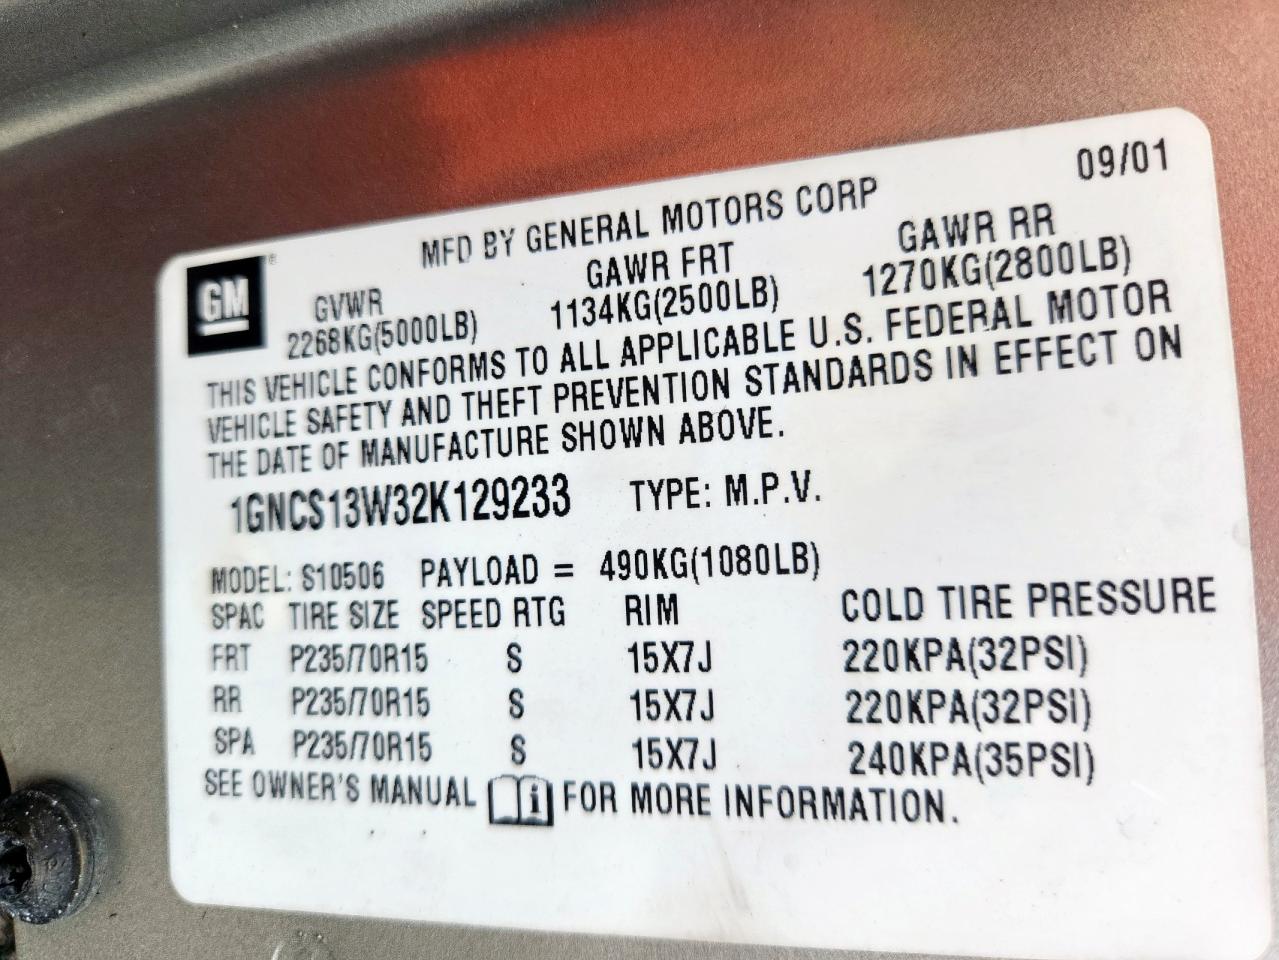 09/01
MFD BY GENERAL MOTORS CORP
GM®
GVWR GAWR FRT GAWR RR
2268KG(5000LB) 1134KG(2500LB) 1270KG(2800LB)
THIS VEHICLE CONFORMS TO ALL APPLICABLE U.S. FEDERAL MOTOR
VEHICLE SAFETY AND THEFT PREVENTION STANDARDS IN EFFECT ON
THE DATE OF MANUFACTURE SHOWN ABOVE.
1GNCS13W32K129233 TYPE: M.P.V.
MODEL: S10506 PAYLOAD = 490KG(1080LB)
SPAC TIRE SIZE SPEED RTG RIM COLD TIRE PRESSURE
FRT P235/70R15 S 15X7J 220KPA(32PSI)
RR P235/70R15 S 15X7J 220KPA(32PSI)
SPA P235/70R15 S 15X7J 240KPA(35PSI)
SEE OWNER'S MANUAL i FOR MORE INFORMATION.